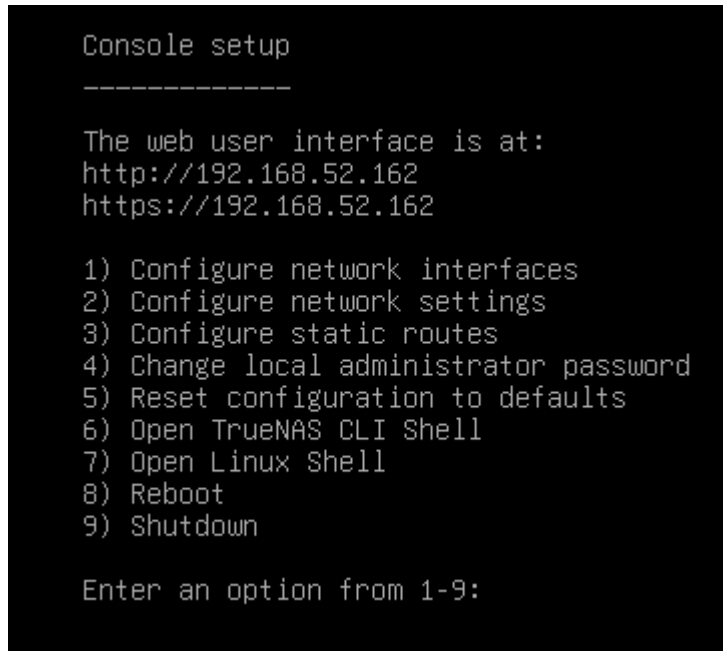 Console setup
-------------
The web user interface is at:
http://192.168.52.162
https://192.168.52.162
1) Configure network interfaces
2) Configure network settings
3) Configure static routes
4) Change local administrator password
5) Reset configuration to defaults
6) Open TrueNAS CLI Shell
7) Open Linux Shell
8) Reboot
9) Shutdown
Enter an option from 1-9: